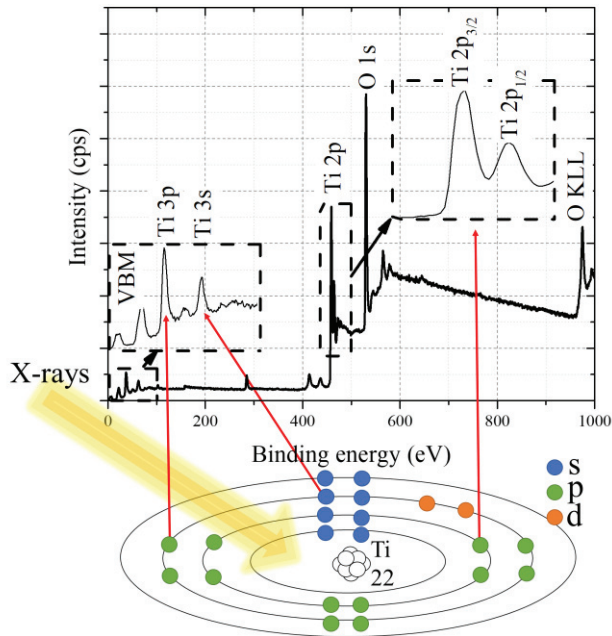 Intensity (cps)
VBM
Ti 3p
Ti 3s
Ti 2p
O 1s
Ti 2p3/2
Ti 2p1/2
O KLL
X-rays
0
200
400
600
800
1000
Binding energy (eV)
s
p
d
Ti
22